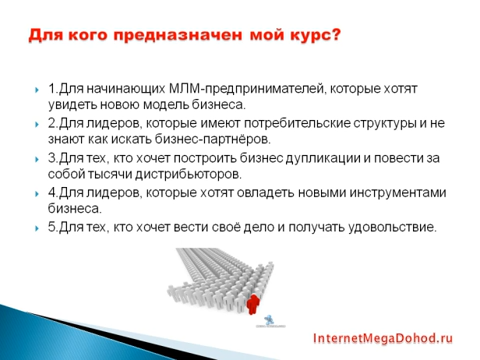 Для кого предназначен мой курс?
1.Для начинающих МЛМ-предпринимателей, которые хотят
увидеть новою модель бизнеса.
2.Для лидеров, которые имеют потребительские структуры и не
знают как искать бизнес-партнёров.
3.Для тех, кто хочет построить бизнес дупликации и повести за
собой тысячи дистрибьюторов.
4.Для лидеров, которые хотят овладеть новыми инструментами
бизнеса.
5.Для тех, кто хочет вести своё дело и получать удовольствие.
InternetMegaDohod.ru